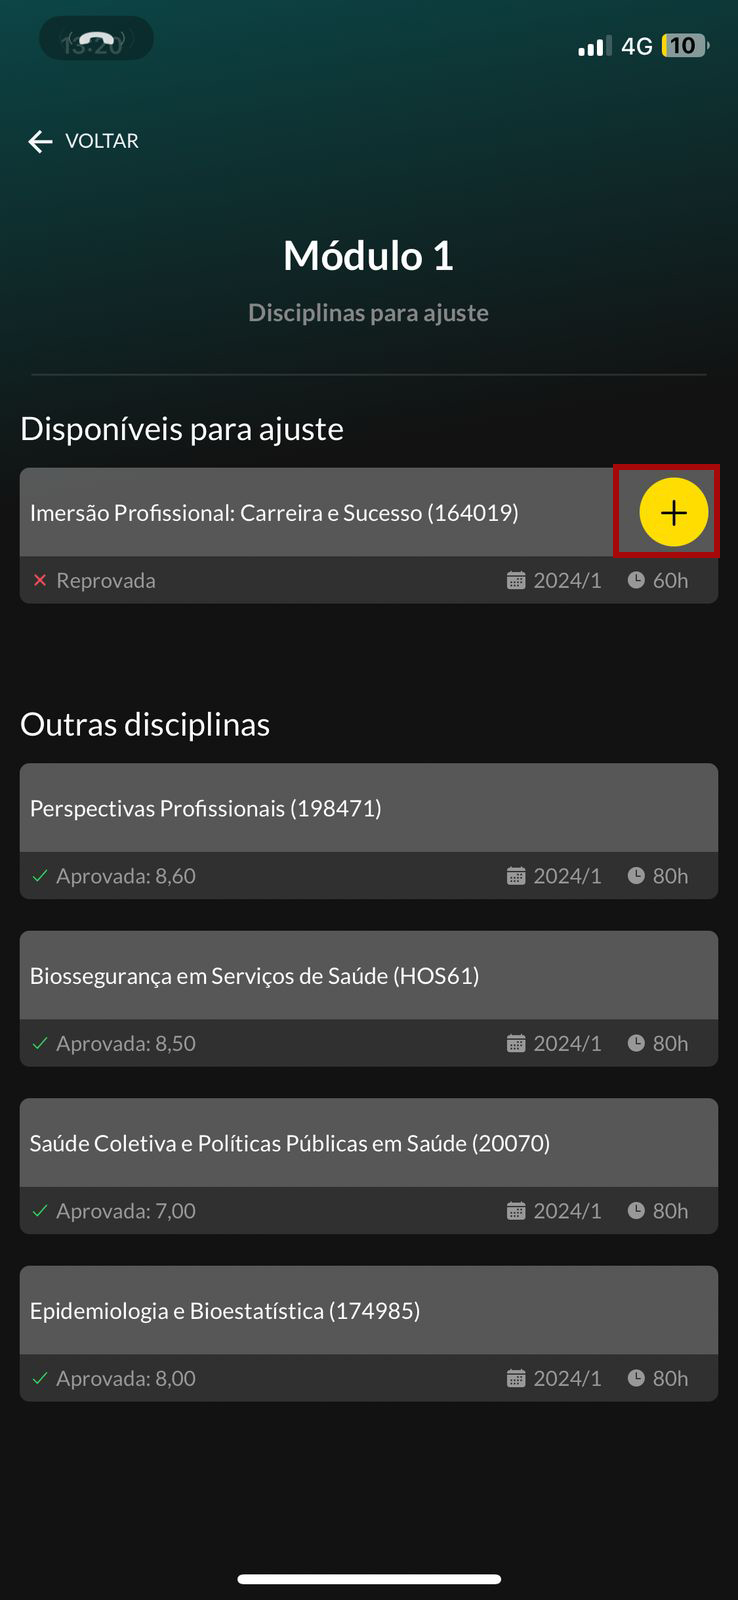 13:20
4G 10
VOLTAR
Módulo 1
Disciplinas para ajuste
Disponíveis para ajuste
Imersão Profissional: Carreira e Sucesso (164019)
Reprovada 2024/1 60h
Outras disciplinas
Perspectivas Profissionais (198471)
Aprovada: 8,60 2024/1 80h
Biossegurança em Serviços de Saúde (HOS61)
Aprovada: 8,50 2024/1 80h
Saúde Coletiva e Políticas Públicas em Saúde (20070)
Aprovada: 7,00 2024/1 80h
Epidemiologia e Bioestatística (174985)
Aprovada: 8,00 2024/1 80h